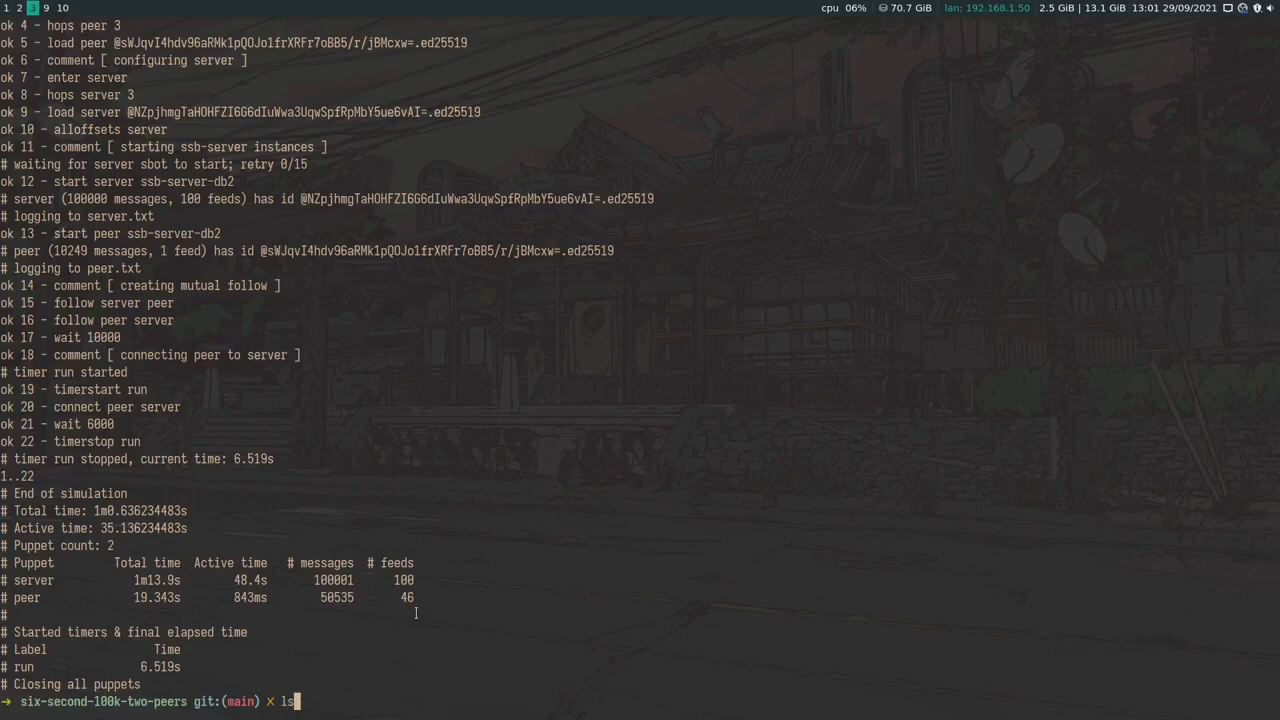 1 2 3 9 10 cpu 06% 70.7 GiB lan: 192.168.1.50 2.5 GiB | 13.1 GiB 13:01 29/09/2021
ok 4 - hops peer 3
ok 5 - load peer @sWJqvI4hdv96aRMk1pQOJo1frXRFr7oBB5/r/jBMcxw=.ed25519
ok 6 - comment [ configuring server ]
ok 7 - enter server
ok 8 - hops server 3
ok 9 - load server @NZpjhmgTaHOHFZI6G6dIuWwa3UqwSpfRpMbY5ue6vAI=.ed25519
ok 10 - alloffsets server
ok 11 - comment [ starting ssb-server instances ]
# waiting for server sbot to start; retry 0/15
ok 12 - start server ssb-server-db2
# server (100000 messages, 100 feeds) has id @NZpjhmgTaHOHFZI6G6dIuWwa3UqwSpfRpMbY5ue6vAI=.ed25519
# logging to server.txt
ok 13 - start peer ssb-server-db2
# peer (10249 messages, 1 feed) has id @sWJqvI4hdv96aRMk1pQOJo1frXRFr7oBB5/r/jBMcxw=.ed25519
# logging to peer.txt
ok 14 - comment [ creating mutual follow ]
ok 15 - follow server peer
ok 16 - follow peer server
ok 17 - wait 10000
ok 18 - comment [ connecting peer to server ]
# timer run started
ok 19 - timerstart run
ok 20 - connect peer server
ok 21 - wait 6000
ok 22 - timerstop run
# timer run stopped, current time: 6.519s
1..22
# End of simulation
# Total time: 1m0.636234483s
# Active time: 35.136234483s
# Puppet count: 2
# Puppet Total time Active time # messages # feeds
# server 1m13.9s 48.4s 100001 100
# peer 19.343s 843ms 50535 46
#
# Started timers & final elapsed time
# Label Time
# run 6.519s
# Closing all puppets
➜ six-second-100k-two-peers git:(main) ✗ ls